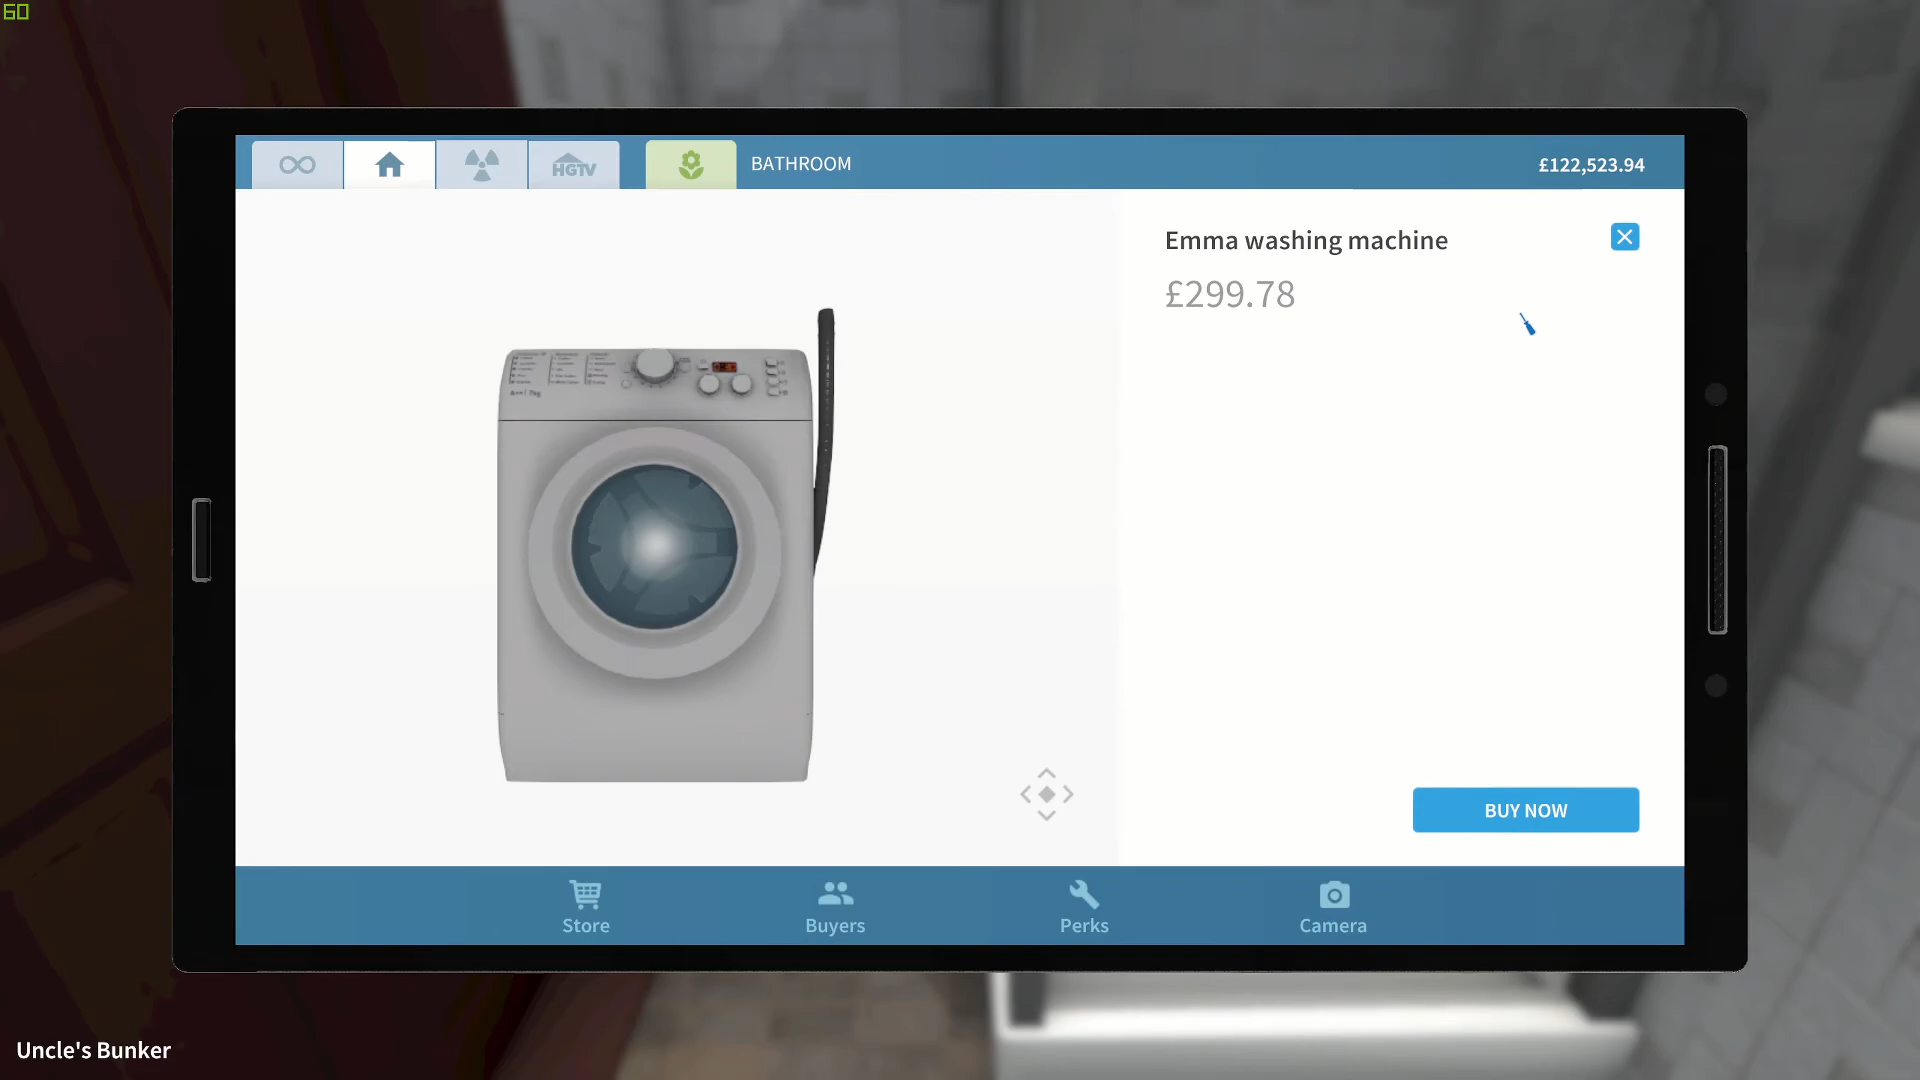 60
HGTV
BATHROOM
£122,523.94
Emma washing machine
£299.78
BUY NOW
Store
Buyers
Perks
Camera
Uncle's Bunker